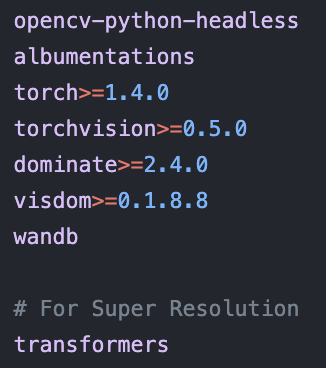 opencv-python-headless
albumentations
torch>=1.4.0
torchvision>=0.5.0
dominate>=2.4.0
visdom>=0.1.8.8
wandb

# For Super Resolution
transformers